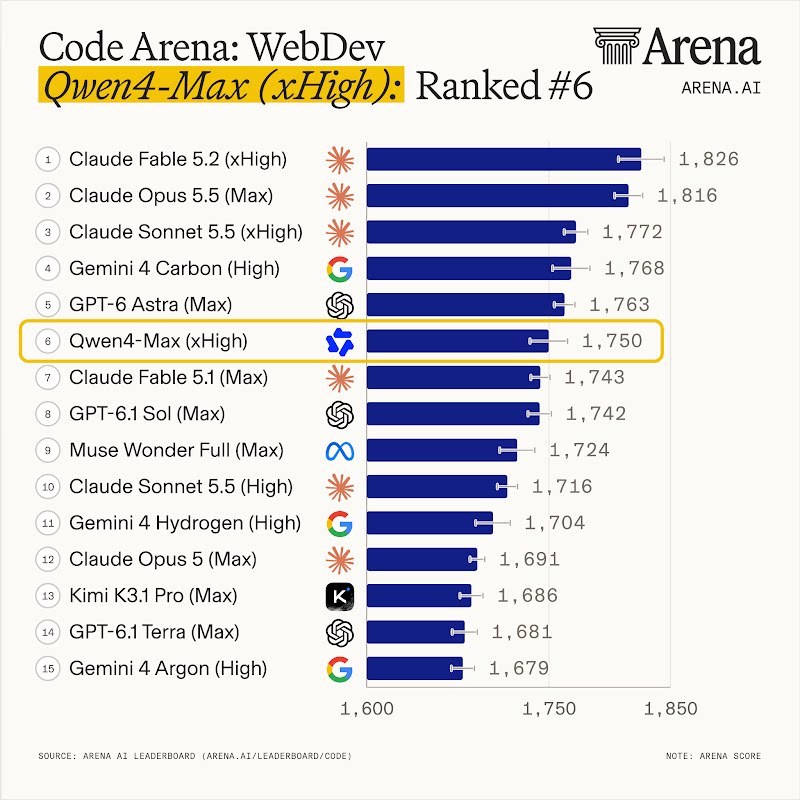 Code Arena: WebDev
Qwen4-Max (xHigh): Ranked #6
Arena
ARENA.AI
1 Claude Fable 5.2 (xHigh) 1,826
2 Claude Opus 5.5 (Max) 1,816
3 Claude Sonnet 5.5 (xHigh) 1,772
4 Gemini 4 Carbon (High) 1,768
5 GPT-6 Astra (Max) 1,763
6 Qwen4-Max (xHigh) 1,750
7 Claude Fable 5.1 (Max) 1,743
8 GPT-6.1 Sol (Max) 1,742
9 Muse Wonder Full (Max) 1,724
10 Claude Sonnet 5.5 (High) 1,716
11 Gemini 4 Hydrogen (High) 1,704
12 Claude Opus 5 (Max) 1,691
13 Kimi K3.1 Pro (Max) K 1,686
14 GPT-6.1 Terra (Max) 1,681
15 Gemini 4 Argon (High) 1,679
1,600 1,750 1,850
SOURCE: ARENA AI LEADERBOARD (ARENA.AI/LEADERBOARD/CODE) NOTE: ARENA SCORE